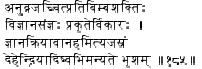 अनुव्रजच्चित्प्रतिविम्बशक्तिः
विज्ञानसंज्ञः प्रकृतेर्विकारः ।
ज्ञानक्रियावानहमित्यजस्रं
देहेन्द्रियादिष्वभिमन्यते भृशम् ॥१८५॥